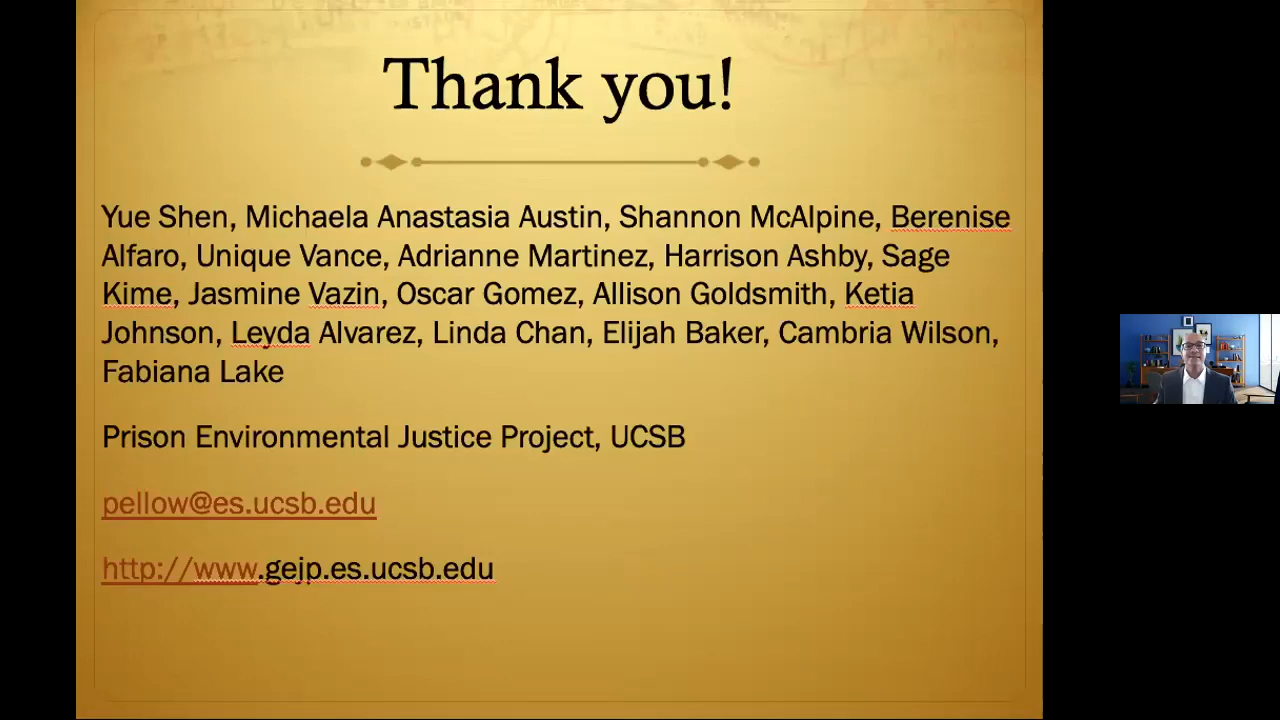 Thank you!
Yue Shen, Michaela Anastasia Austin, Shannon McAlpine, Berenise
Alfaro, Unique Vance, Adrianne Martinez, Harrison Ashby, Sage
Kime, Jasmine Vazin, Oscar Gomez, Allison Goldsmith, Ketia
Johnson, Leyda Alvarez, Linda Chan, Elijah Baker, Cambria Wilson,
Fabiana Lake
Prison Environmental Justice Project, UCSB
pellow@es.ucsb.edu
http://www.gejp.es.ucsb.edu